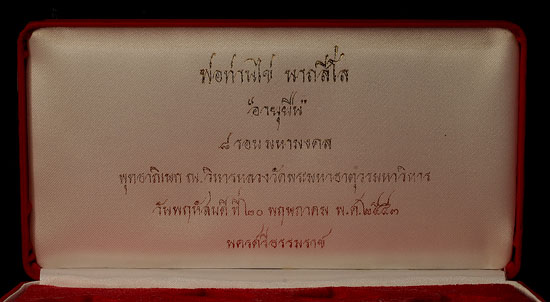 พ่อท่านไข่ พาลสีโล
"อายุยืน"
๘ รอบ มหามงคล
พุทธาภิเษก ณ.วิหารหลวงวัดพระมหาธาตุวรมหาวิหาร
วันพฤหัสบดี ที่ ๒๐ พฤษภาคม พ.ศ.๒๕๕๓
นครศรีธรรมราช